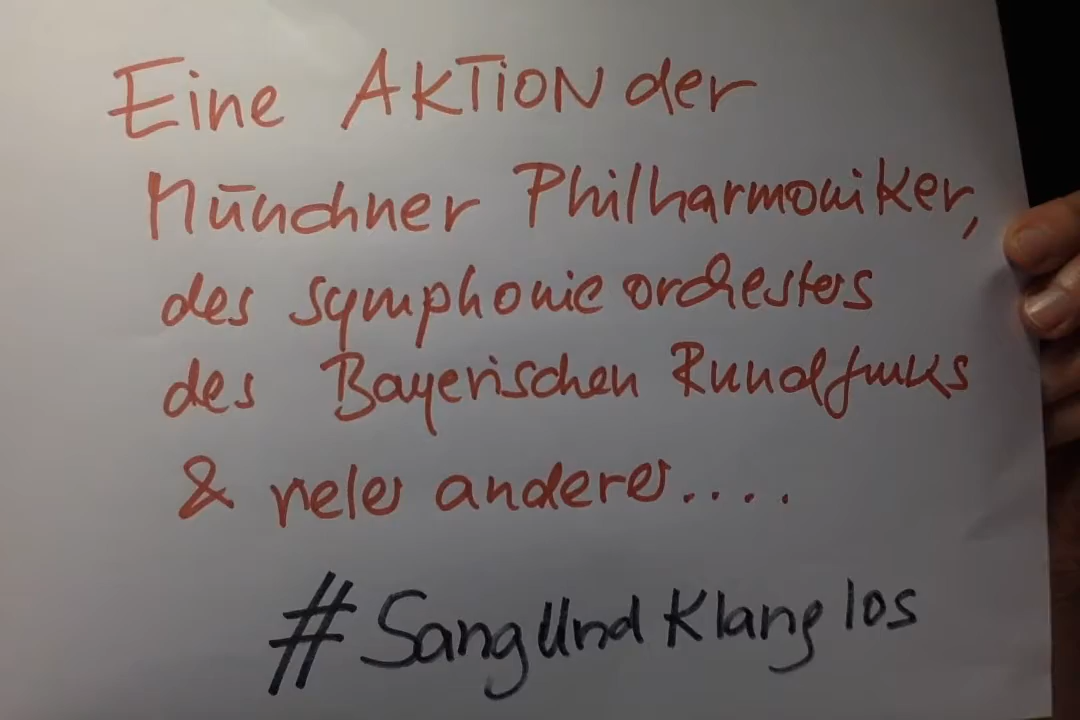 Eine AKTION der
Münchner Philharmoniker,
des symphonieorchesters
des Bayerischen Rundfunks
& vieler anderer....
#SangUndKlanglos